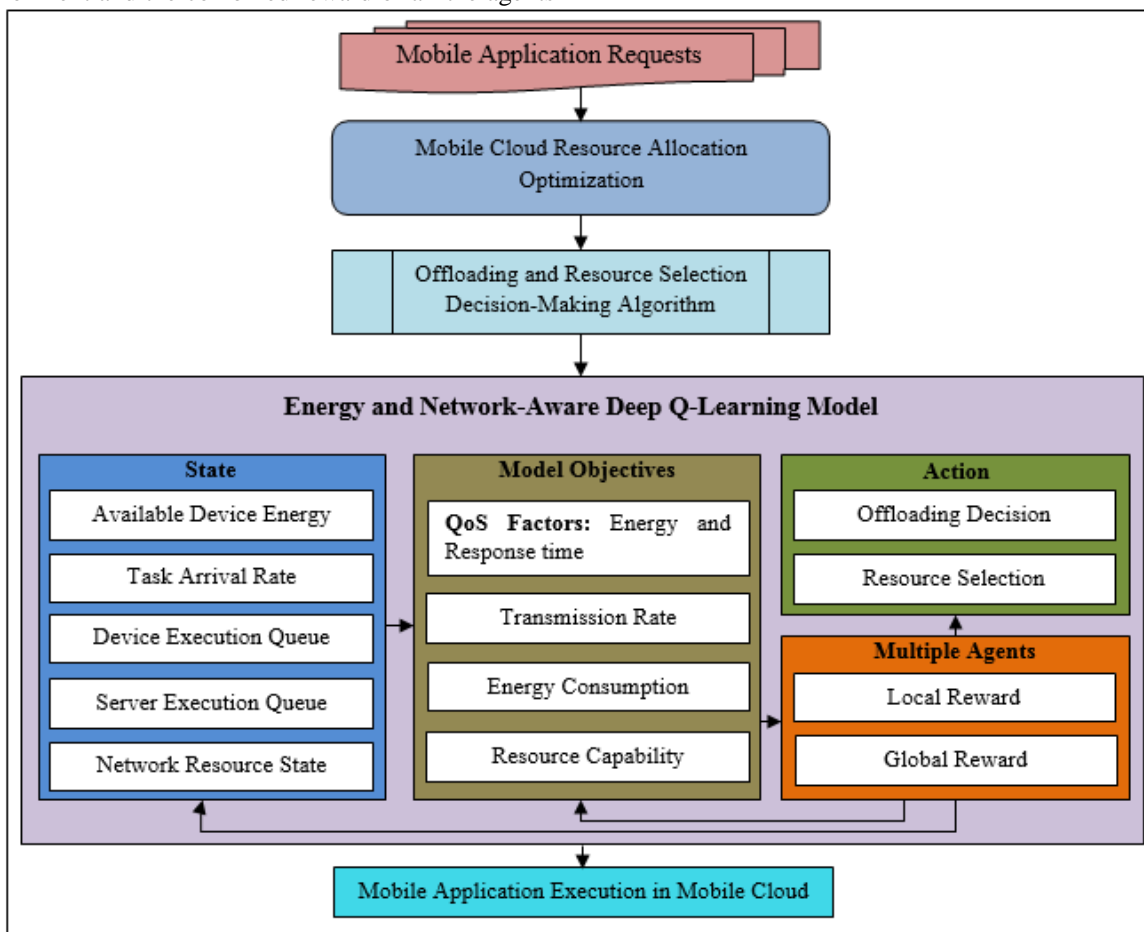 Mobile Application Requests
Mobile Cloud Resource Allocation
Optimization
Offloading and Resource Selection
Decision-Making Algorithm
Energy and Network-Aware Deep Q-Learning Model
State
Available Device Energy
Task Arrival Rate
Device Execution Queue
Server Execution Queue
Network Resource State
Model Objectives
QoS Factors: Energy and
Response time
Transmission Rate
Energy Consumption
Resource Capability
Action
Offloading Decision
Resource Selection
Multiple Agents
Local Reward
Global Reward
Mobile Application Execution in Mobile Cloud